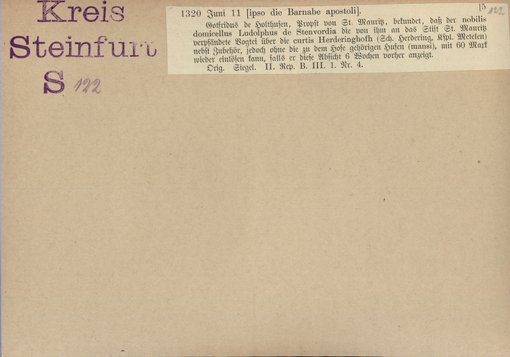 Kreis
Steinfurt
S 122
1320 Juni 11 [ipso die Barnabe apostoli].
Gotfridus de Holthusen, Propst von St. Mauritz, bekundet, daß der nobilis
domicellus Ludolphus de Stenvordia die von ihm an das Stift St. Mauritz
verpfändete Vogtei über die curtis Herderinghofh (Sch. Herdering, Kspl. Metelen)
nebst Zubehör, jedoch ohne die zu dem Hofe gehörigen Hufen (mansi), mit 60 Mark
wieder einlösen kann, falls er diese Absicht 6 Wochen vorher anzeigt.
Orig. Siegel. II. Rep. B. III. 1. Nr. 4.